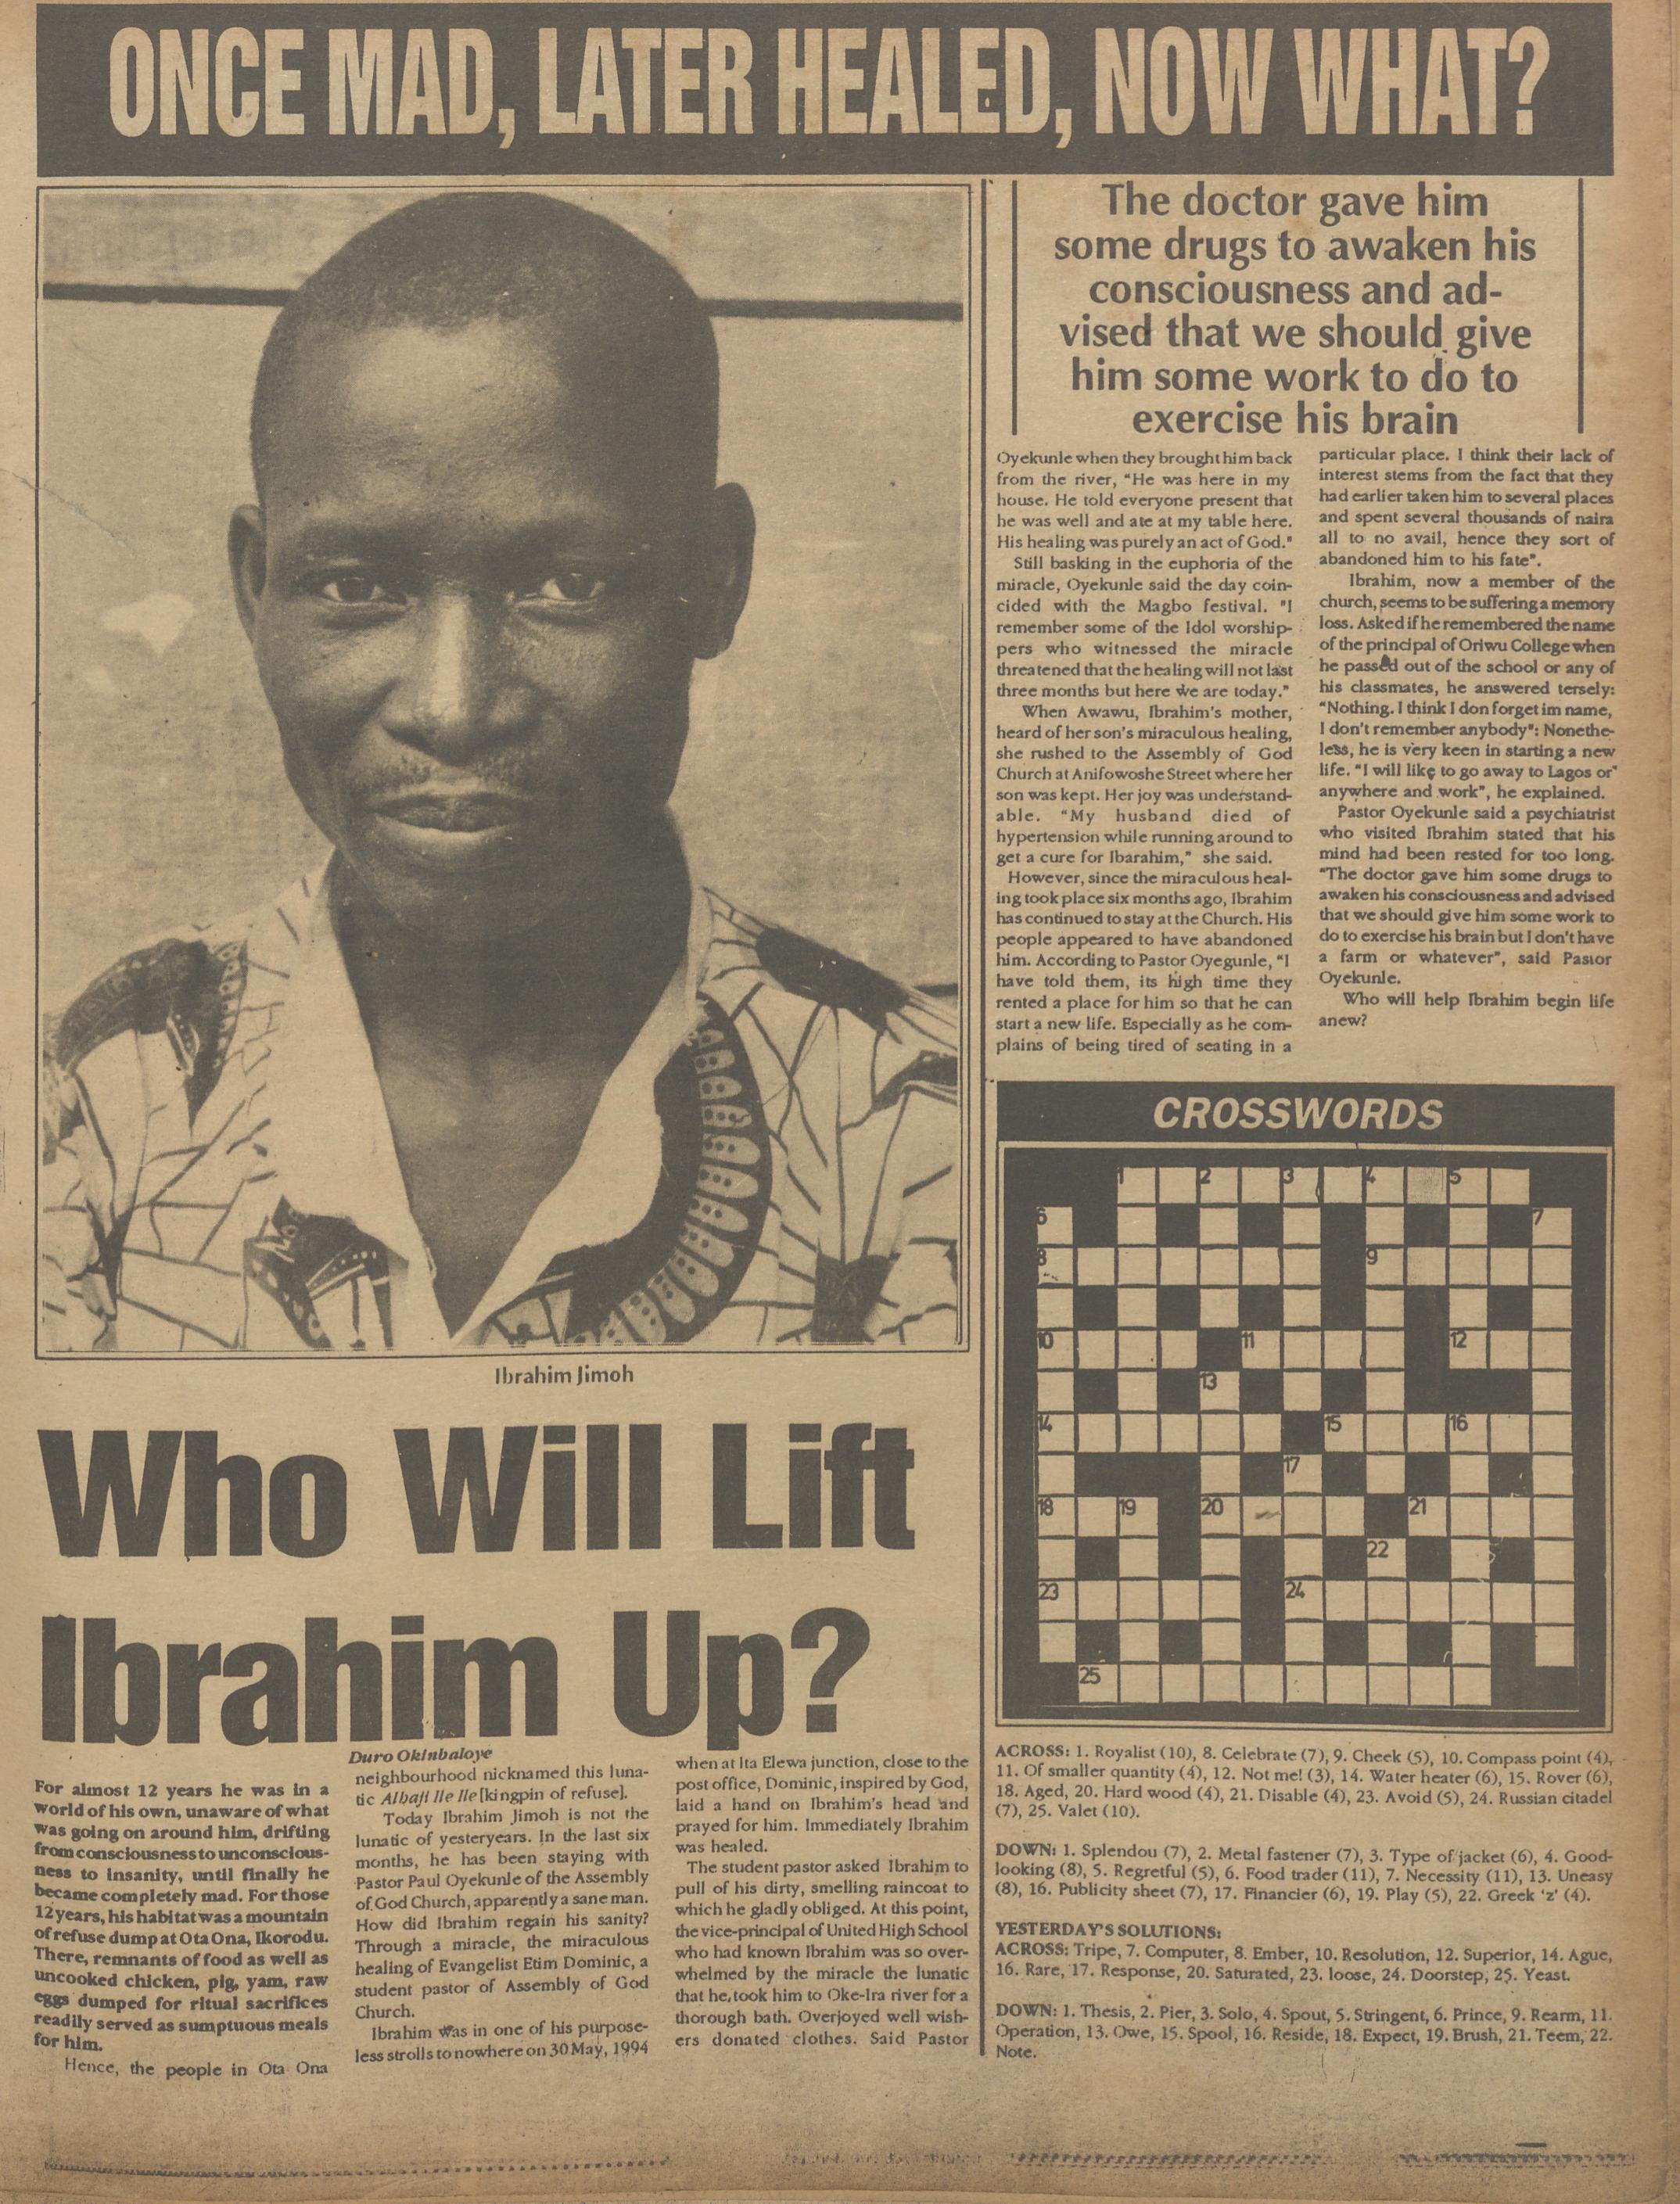 ONCE MAD, LATER HEALED, NOW WHAT?
Ibrahim Jimoh
Who Will Lift
Ibrahim Up?
Duro Okinbaloye
For almost 12 years he was in a
world of his own, unaware of what
was going on around him, drifting
from consciousness to unconscious-
ness to insanity, until finally he
became completely mad. For those
12 years, his habitat was a mountain
of refuse dump at Ota Ona, Ikorodu.
There, remnants of food as well as
uncooked chicken, pig, yam, raw
eggs dumped for ritual sacrifices
readily served as sumptuous meals
for him.
Hence, the people in Ota Ona
neighbourhood nicknamed this luna-
tic Alhaji Ile Ile [kingpin of refuse].
Today Ibrahim Jimoh is not the
lunatic of yesteryears. In the last six
months, he has been staying with
Pastor Paul Oyekunle of the Assembly
of God Church, apparently a sane man.
How did Ibrahim regain his sanity?
Through a miracle, the miraculous
healing of Evangelist Etim Dominic, a
student pastor of Assembly of God
Church.
Ibrahim was in one of his purpose-
less strolls to nowhere on 30 May, 1994
when at Ita Elewa junction, close to the
post office, Dominic, inspired by God,
laid a hand on Ibrahim's head and
prayed for him. Immediately Ibrahim
was healed.
The student pastor asked Ibrahim to
pull of his dirty, smelling raincoat to
which he gladly obliged. At this point,
the vice-principal of United High School
who had known Ibrahim was so over-
whelmed by the miracle the lunatic
that he took him to Oke-Ira river for a
thorough bath. Overjoyed well wish-
ers donated clothes. Said Pastor
The doctor gave him
some drugs to awaken his
consciousness and ad-
vised that we should give
him some work to do to
exercise his brain
Oyekunle when they brought him back
from the river, "He was here in my
house. He told everyone present that
he was well and ate at my table here.
His healing was purely an act of God."
Still basking in the euphoria of the
miracle, Oyekunle said the day coin-
cided with the Magbo festival. "I
remember some of the Idol worship-
pers who witnessed the miracle
threatened that the healing will not last
three months but here we are today."
When Awawu, Ibrahim's mother,
heard of her son's miraculous healing,
she rushed to the Assembly of God
Church at Anifowoshe Street where her
son was kept. Her joy was understand-
able. "My husband died of
hypertension while running around to
get a cure for Ibarahim," she said.
However, since the miraculous heal-
ing took place six months ago, Ibrahim
has continued to stay at the Church. His
people appeared to have abandoned
him. According to Pastor Oyegunle, "I
have told them, its high time they
rented a place for him so that he can
start a new life. Especially as he com-
plains of being tired of seating in a
particular place. I think their lack of
interest stems from the fact that they
had earlier taken him to several places
and spent several thousands of naira
all to no avail, hence they sort of
abandoned him to his fate".
Ibrahim, now a member of the
church, seems to be suffering a memory
loss. Asked if he remembered the name
of the principal of Oriwu College when
he passed out of the school or any of
his classmates, he answered tersely:
"Nothing. I think I don forget im name,
I don't remember anybody": Nonethe-
less, he is very keen in starting a new
life. "I will like to go away to Lagos or
anywhere and work", he explained.
Pastor Oyekunle said a psychiatrist
who visited Ibrahim stated that his
mind had been rested for too long.
"The doctor gave him some drugs to
awaken his consciousness and advised
that we should give him some work to
do to exercise his brain but I don't have
a farm or whatever", said Pastor
Oyekunle.
Who will help Ibrahim begin life
anew?
CROSSWORDS
1 2 3 4 5
6 7
8 9
10 11 12
13
14 15 16
17
18 19 20 21
22
23 24
25
ACROSS: 1. Royalist (10), 8. Celebrate (7), 9. Cheek (5), 10. Compass point (4),
11. Of smaller quantity (4), 12. Not me! (3), 14. Water heater (6), 15. Rover (6),
18. Aged, 20. Hard wood (4), 21. Disable (4), 23. Avoid (5), 24. Russian citadel
(7), 25. Valet (10).
DOWN: 1. Splendou (7), 2. Metal fastener (7), 3. Type of jacket (6), 4. Good-
looking (8), 5. Regretful (5), 6. Food trader (11), 7. Necessity (11), 13. Uneasy
(8), 16. Publicity sheet (7), 17. Financier (6), 19. Play (5), 22. Greek 'z' (4).
YESTERDAY'S SOLUTIONS:
ACROSS: Tripe, 7. Computer, 8. Ember, 10. Resolution, 12. Superior, 14. Ague,
16. Rare, 17. Response, 20. Saturated, 23. loose, 24. Doorstep, 25. Yeast.
DOWN: 1. Thesis, 2. Pier, 3. Solo, 4. Spout, 5. Stringent, 6. Prince, 9. Rearm, 11.
Operation, 13. Owe, 15. Spool, 16. Reside, 18. Expect, 19. Brush, 21. Teem, 22.
Note.